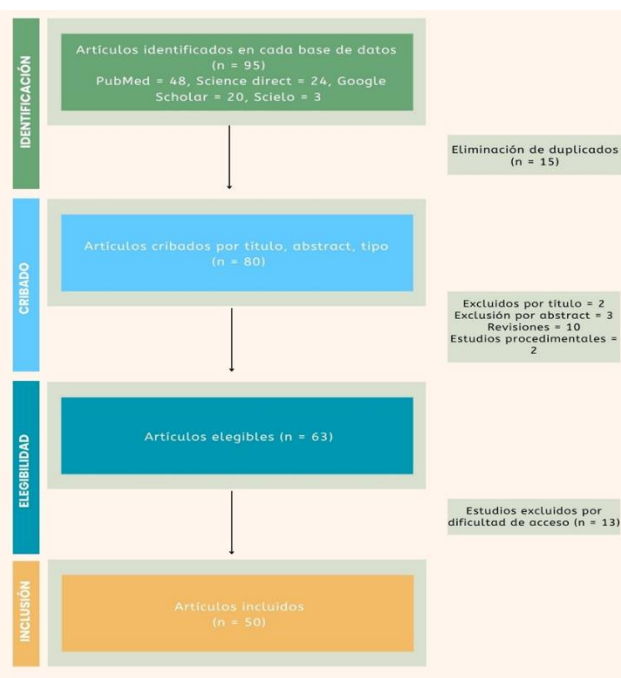 IDENTIFICACIÓN
Artículos identificados en cada base de datos
(n = 95)
PubMed = 48, Science direct = 24, Google
Scholar = 20, Scielo = 3
Eliminación de duplicados
(n = 15)
CRIBADO
Artículos cribados por título, abstract, tipo
(n = 80)
Excluidos por título = 2
Exclusión por abstract = 3
Revisiones = 10
Estudios procedimentales =
2
ELEGIBILIDAD
Artículos elegibles (n = 63)
Estudios excluidos por
dificultad de acceso (n = 13)
INCLUSIÓN
Artículos incluidos
(n = 50)